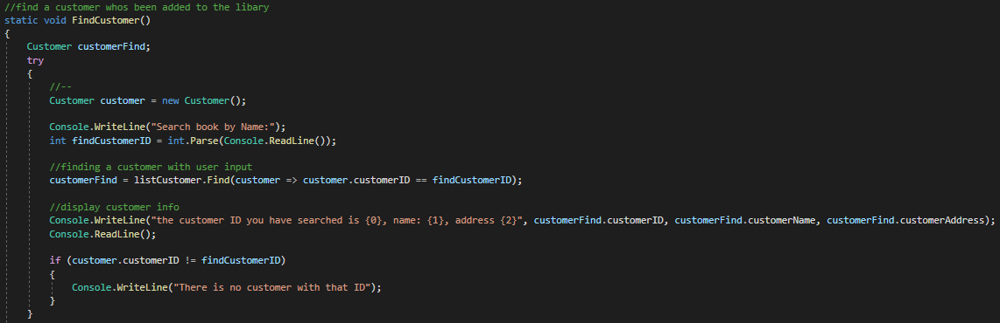 //find a customer whos been added to the libary
static void FindCustomer()
{
    Customer customerFind;
    try
    {
        //--
        Customer customer = new Customer();

        Console.WriteLine("Search book by Name:");
        int findCustomerID = int.Parse(Console.ReadLine());

        //finding a customer with user input
        customerFind = listCustomer.Find(customer => customer.customerID == findCustomerID);

        //display customer info
        Console.WriteLine("the customer ID you have searched is {0}, name: {1}, address {2}", customerFind.customerID, customerFind.customerName, customerFind.customerAddress);
        Console.ReadLine();

        if (customer.customerID != findCustomerID)
        {
            Console.WriteLine("There is no customer with that ID");
        }
    }